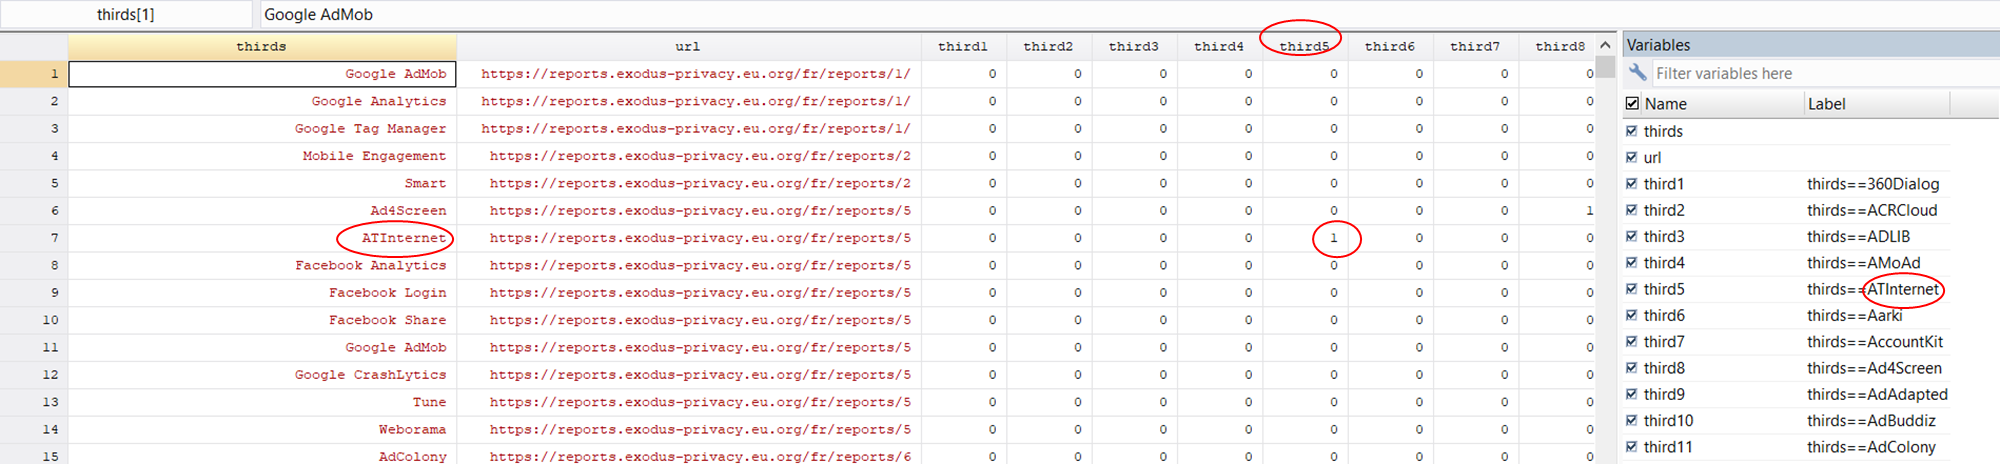 thirds[1] Google AdMob
thirds url third1 third2 third3 third4 third5 third6 third7 third8
1 Google AdMob https://reports.exodus-privacy.eu.org/fr/reports/1/ 0 0 0 0 0 0 0 0
2 Google Analytics https://reports.exodus-privacy.eu.org/fr/reports/1/ 0 0 0 0 0 0 0 0
3 Google Tag Manager https://reports.exodus-privacy.eu.org/fr/reports/1/ 0 0 0 0 0 0 0 0
4 Mobile Engagement https://reports.exodus-privacy.eu.org/fr/reports/2 0 0 0 0 0 0 0 0
5 Smart https://reports.exodus-privacy.eu.org/fr/reports/2 0 0 0 0 0 0 0 0
6 Ad4Screen https://reports.exodus-privacy.eu.org/fr/reports/5 0 0 0 0 0 0 0 1
7 ATInternet https://reports.exodus-privacy.eu.org/fr/reports/5 0 0 0 0 1 0 0 0
8 Facebook Analytics https://reports.exodus-privacy.eu.org/fr/reports/5 0 0 0 0 0 0 0 0
9 Facebook Login https://reports.exodus-privacy.eu.org/fr/reports/5 0 0 0 0 0 0 0 0
10 Facebook Share https://reports.exodus-privacy.eu.org/fr/reports/5 0 0 0 0 0 0 0 0
11 Google AdMob https://reports.exodus-privacy.eu.org/fr/reports/5 0 0 0 0 0 0 0 0
12 Google CrashLytics https://reports.exodus-privacy.eu.org/fr/reports/5 0 0 0 0 0 0 0 0
13 Tune https://reports.exodus-privacy.eu.org/fr/reports/5 0 0 0 0 0 0 0 0
14 Weborama https://reports.exodus-privacy.eu.org/fr/reports/5 0 0 0 0 0 0 0 0
15 AdColony https://reports.exodus-privacy.eu.org/fr/reports/6 0 0 0 0 0 0 0 0
Variables
Filter variables here
Name Label
thirds
url
third1 thirds==360Dialog
third2 thirds==ACRCloud
third3 thirds==ADLIB
third4 thirds==AMoAd
third5 thirds==ATInternet
third6 thirds==Aarki
third7 thirds==AccountKit
third8 thirds==Ad4Screen
third9 thirds==AdAdapted
third10 thirds==AdBuddiz
third11 thirds==AdColony